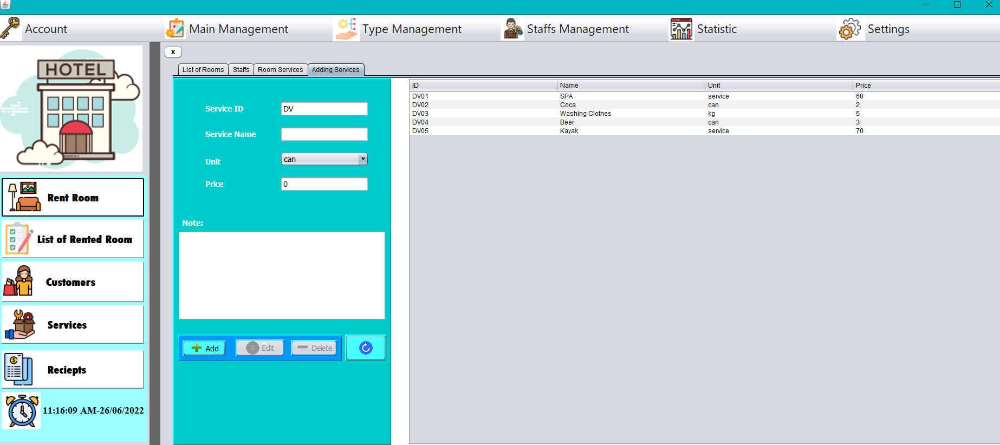 Account
Main Management
Type Management
Staffs Management
Statistic
Settings
HOTEL
Rent Room
List of Rented Room
Customers
Services
Reciepts
11:16:09 AM-26/06/2022
X
List of Rooms
Staffs
Room Services
Adding Services
Service ID
DV
Service Name
Unit
can
Price
0
Note:
Add
Edit
Delete
ID Name Unit Price
DV01 SPA service 60
DV02 Coca can 2
DV03 Washing Clothes kg 5
DV04 Beer can 3
DV05 Kayak service 70